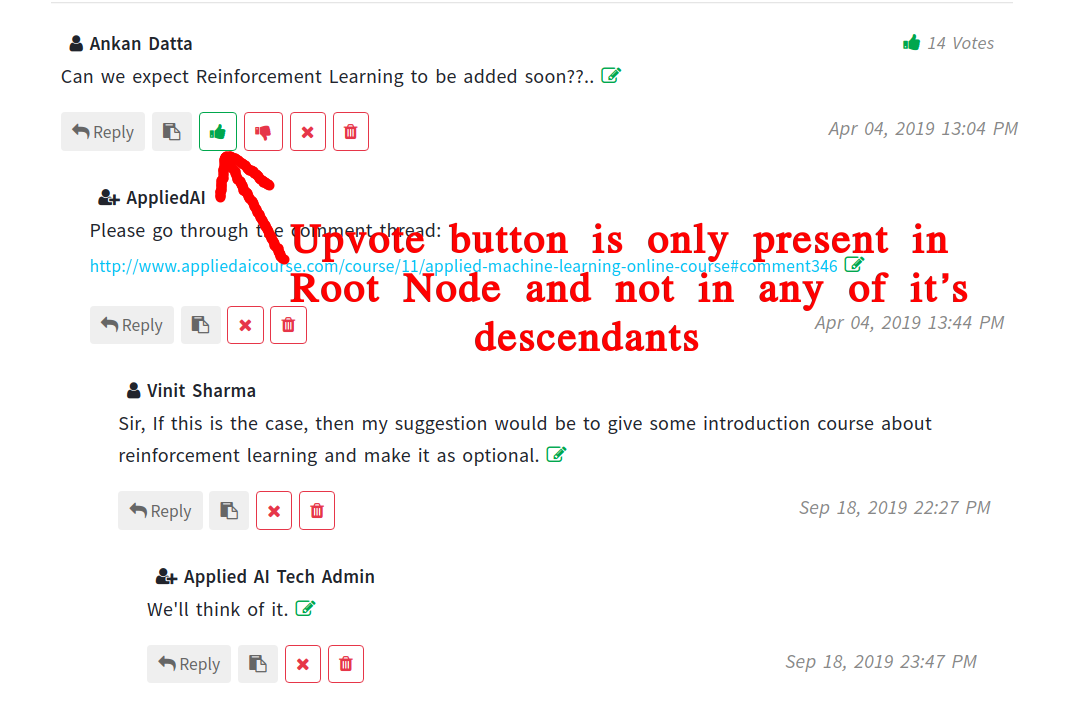 Ankan Datta
14 Votes
Can we expect Reinforcement Learning to be added soon??..
Reply
Apr 04, 2019 13:04 PM
AppliedAI
Please go through the comment thread:
Upvote button is only present in
http://www.appliedaicourse.com/course/11/applied-machine-learning-online-course#comment346
Root Node and not in any of it's
Reply
Apr 04, 2019 13:44 PM
descendants
Vinit Sharma
Sir, If this is the case, then my suggestion would be to give some introduction course about
reinforcement learning and make it as optional.
Reply
Sep 18, 2019 22:27 PM
Applied AI Tech Admin
We'll think of it.
Reply
Sep 18, 2019 23:47 PM